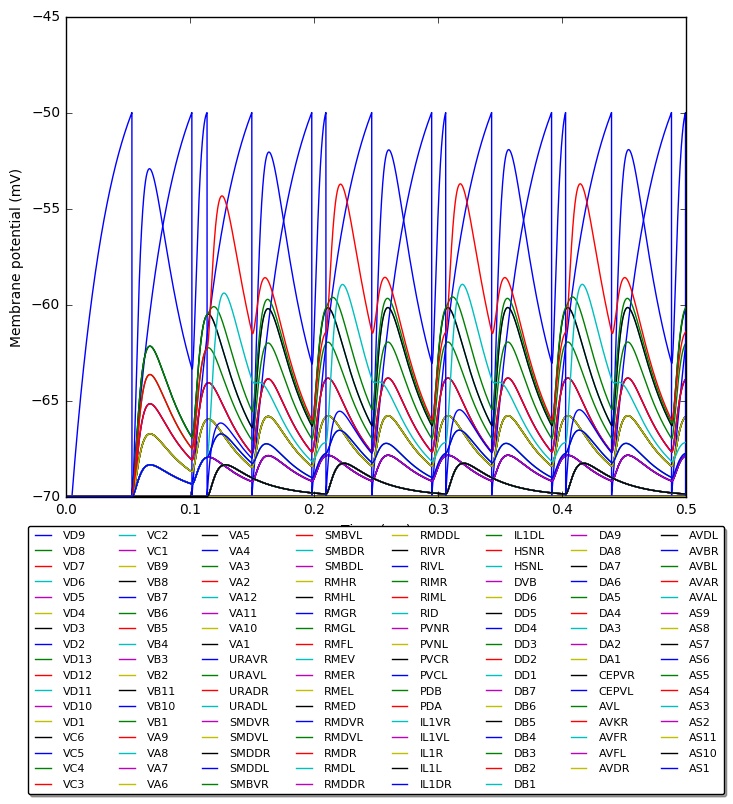 −45
−50
−55
−60
−65
−70
Membrane potential (mV)
0.0 0.1 0.2 0.3 0.4 0.5
VD9 VC2 VA5 SMBVL RMDDL IL1DL DA9 AVDL
VD8 VC1 VA4 SMBDR RIVR HSNR DA8 AVBR
VD7 VB9 VA3 SMBDL RIVL HSNL DA7 AVBL
VD6 VB8 VA2 RMHR RIMR DVB DA6 AVAR
VD5 VB7 VA12 RMHL RIML DD6 DA5 AVAL
VD4 VB6 VA11 RMGR RID DD5 DA4 AS9
VD3 VB5 VA10 RMGL PVNR DD4 DA3 AS8
VD2 VB4 VA1 RMFL PVNL DD3 DA2 AS7
VD13 VB3 URAVR RMEV PVCR DD2 DA1 AS6
VD12 VB2 URAVL RMER PVCL DD1 CEPVR AS5
VD11 VB11 URADR RMEL PDB DB7 CEPVL AS4
VD10 VB10 URADL RMED PDA DB6 AVL AS3
VD1 VB1 SMDVR RMDVR IL1VR DB5 AVKR AS2
VC6 VA9 SMDVL RMDVL IL1VL DB4 AVFR AS11
VC5 VA8 SMDDR RMDR IL1R DB3 AVFL AS10
VC4 VA7 SMDDL RMDL IL1L DB2 AVDR AS1
VC3 VA6 SMBVR RMDDR IL1DR DB1